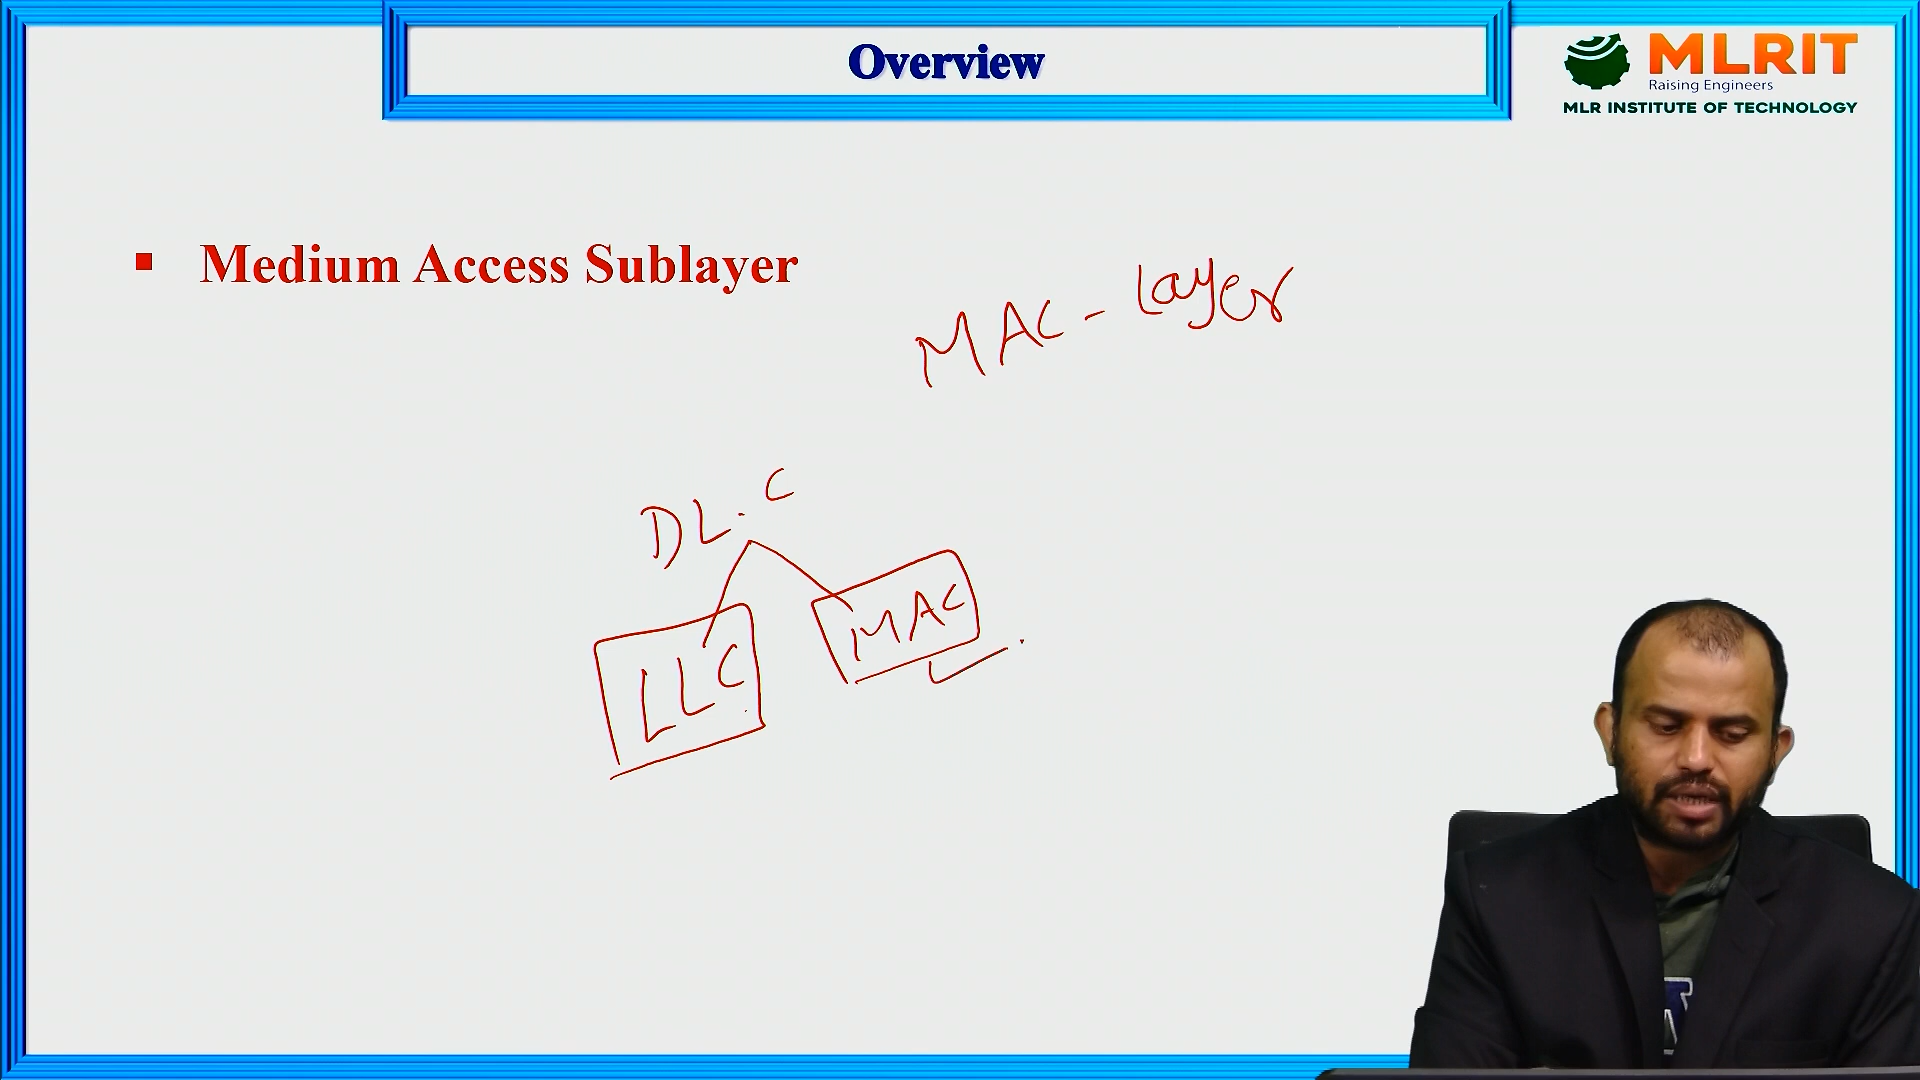 Overview
MLRIT
Raising Engineers
MLR INSTITUTE OF TECHNOLOGY
▪ Medium Access Sublayer
MAC - Layer
DL.C
LLC
MAC